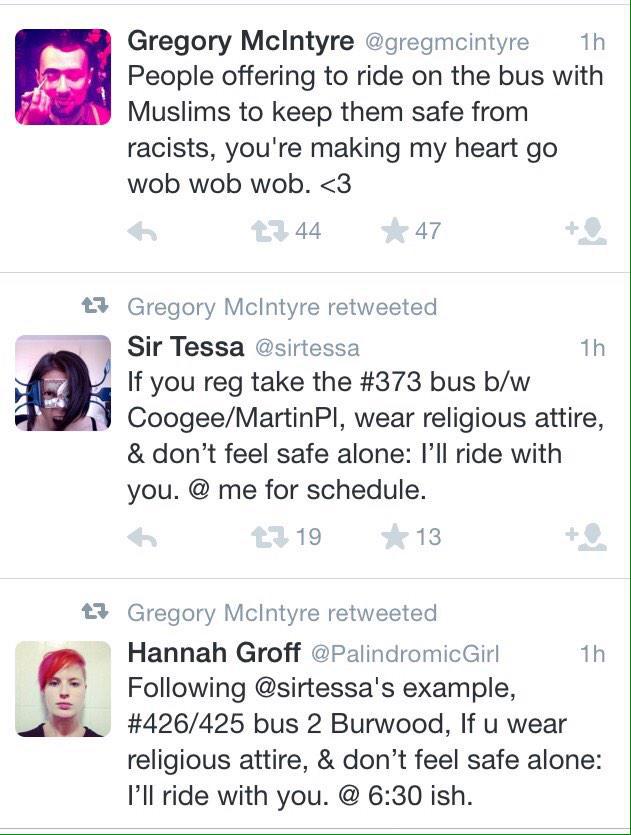 Gregory McIntyre @gregmcintyre 1h
People offering to ride on the bus with
Muslims to keep them safe from
racists, you're making my heart go
wob wob wob. <3
44 47
Gregory McIntyre retweeted
Sir Tessa @sirtessa 1h
If you reg take the #373 bus b/w
Coogee/MartinPl, wear religious attire,
& don’t feel safe alone: I’ll ride with
you. @ me for schedule.
19 13
Gregory McIntyre retweeted
Hannah Groff @PalindromicGirl 1h
Following @sirtessa's example,
#426/425 bus 2 Burwood, If u wear
religious attire, & don’t feel safe alone:
I’ll ride with you. @ 6:30 ish.